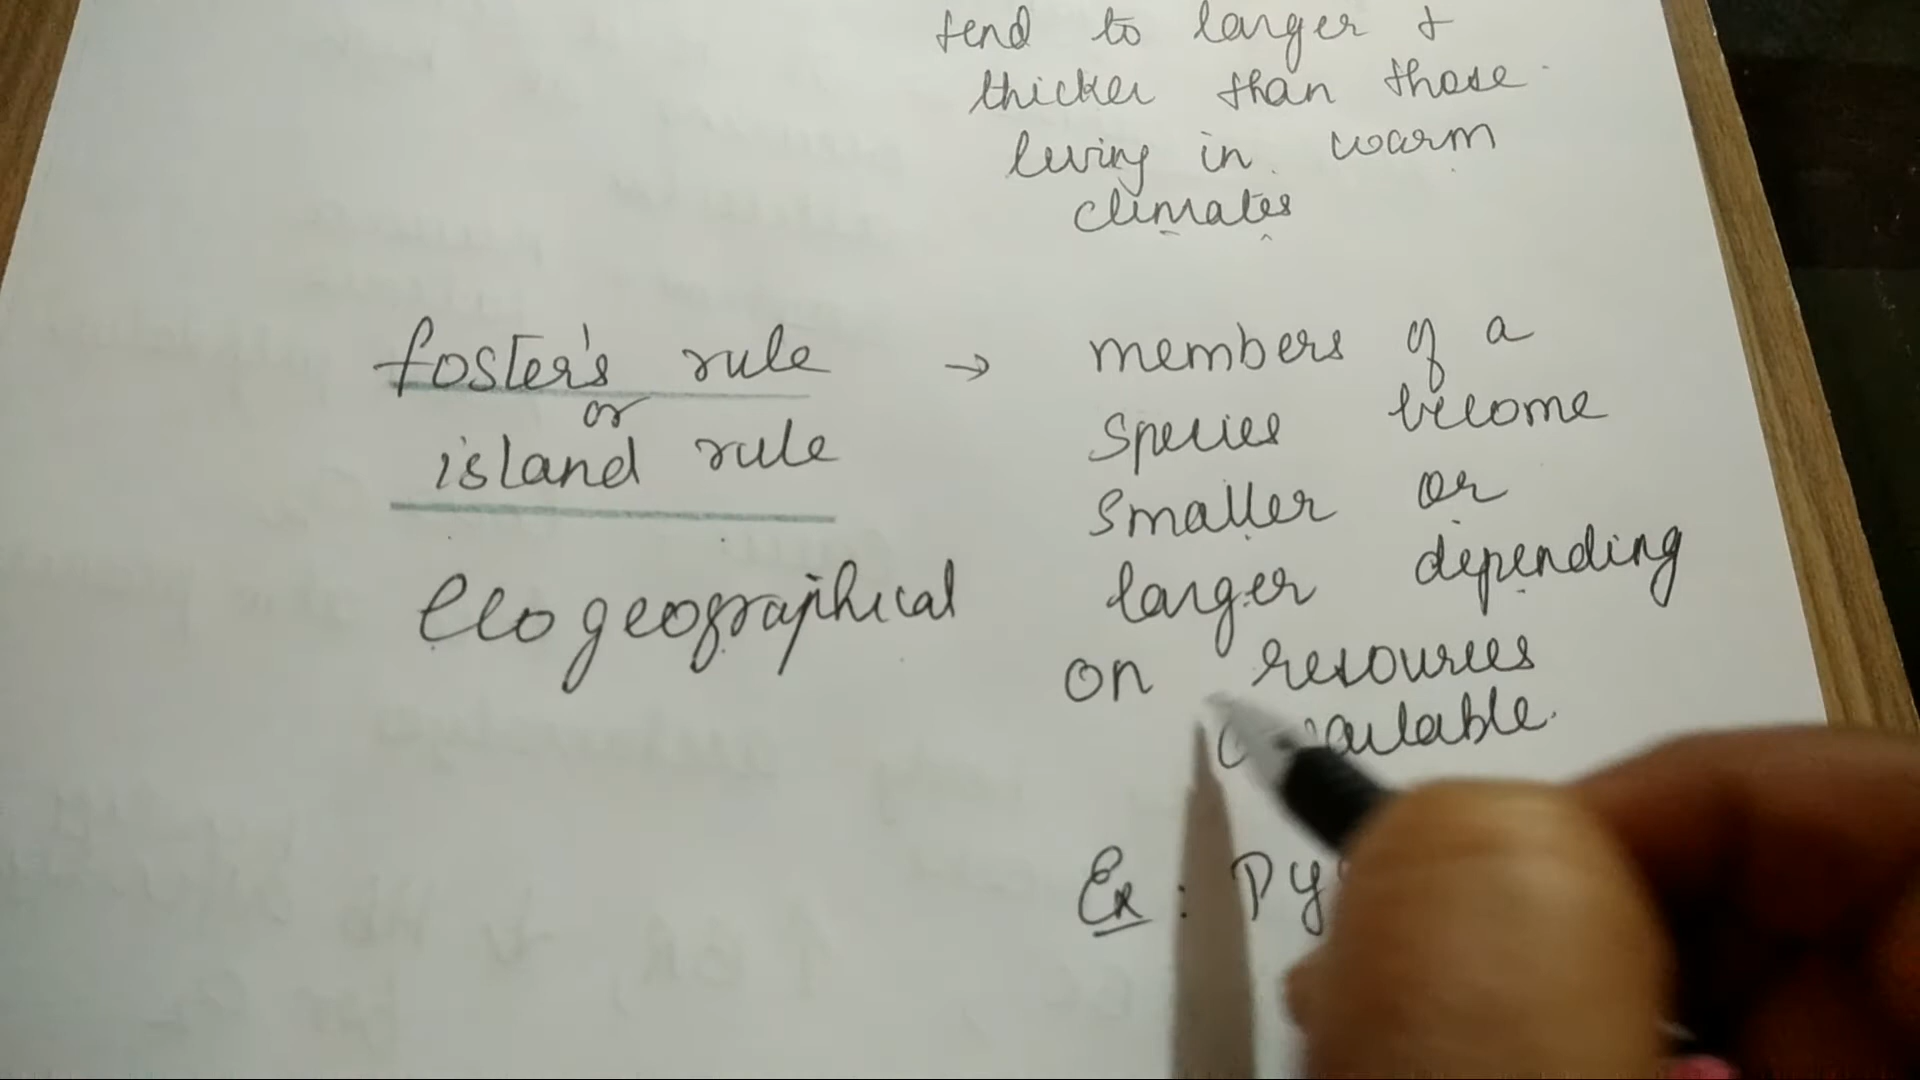 tend to larger &
thicker than those
living in warm
climates
foster's rule → members of a
or
species become
island rule
smaller or
Ecogeographical larger depending
on resources
available.
Ex :